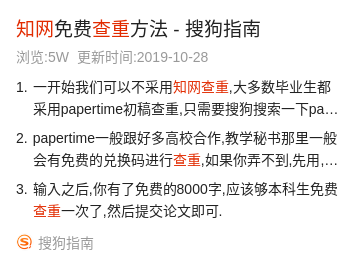 知网免费查重方法 - 搜狗指南
浏览:5W 更新时间:2019-10-28
1. 一开始我们可以不采用知网查重,大多数毕业生都
采用papertime初稿查重,只需要搜狗搜索一下pa…
2. papertime一般跟好多高校合作,教学秘书那里一般
会有免费的兑换码进行查重,如果你弄不到,先用,…
3. 输入之后,你有了免费的8000字,应该够本科生免费
查重一次了,然后提交论文即可.
搜狗指南